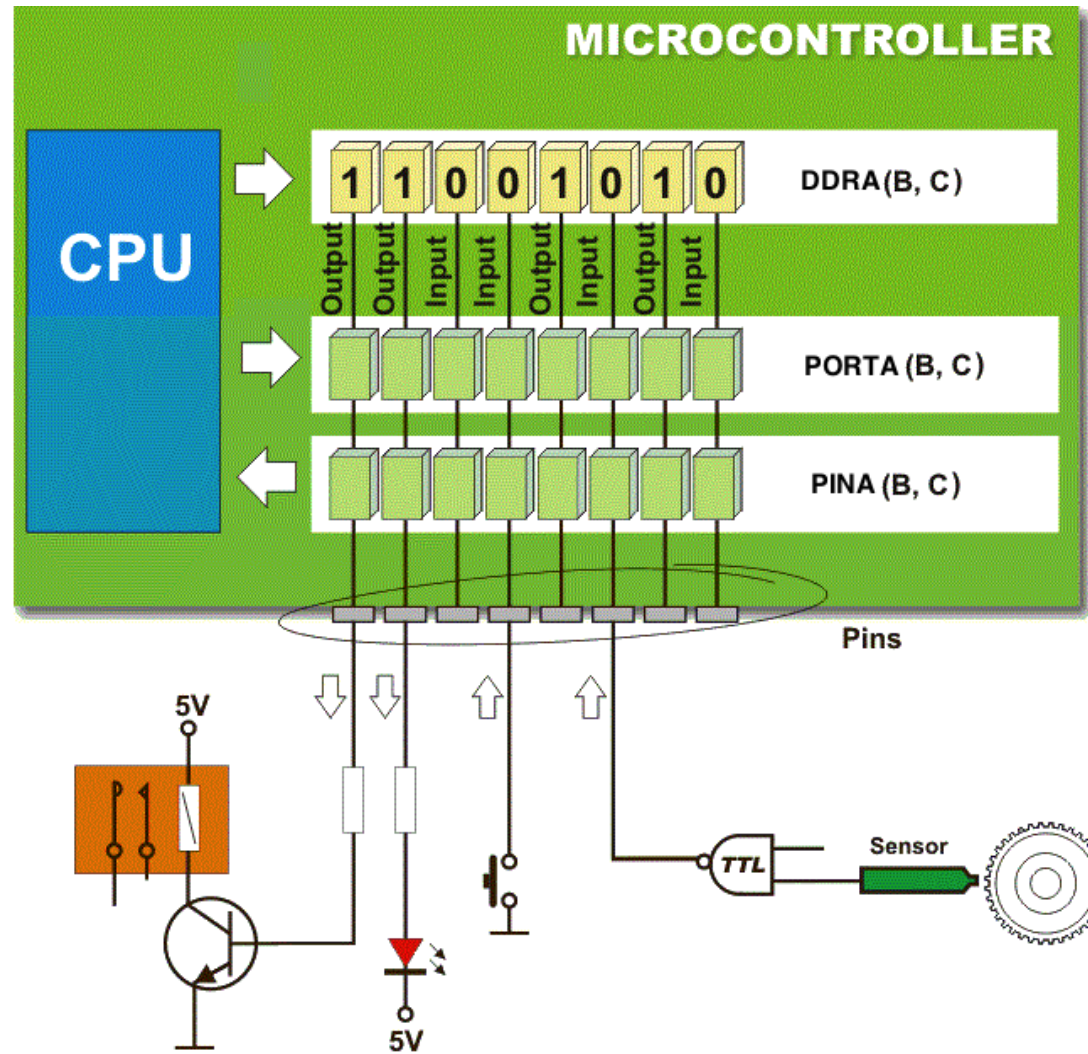 MICROCONTROLLER
CPU
1 1 0 0 1 0 1 0
DDRA(B, C)
Output
Output
Input
Input
Output
Input
Output
Input
PORTA (B, C)
PINA (B, C)
Pins
5V
TTL
Sensor
5V